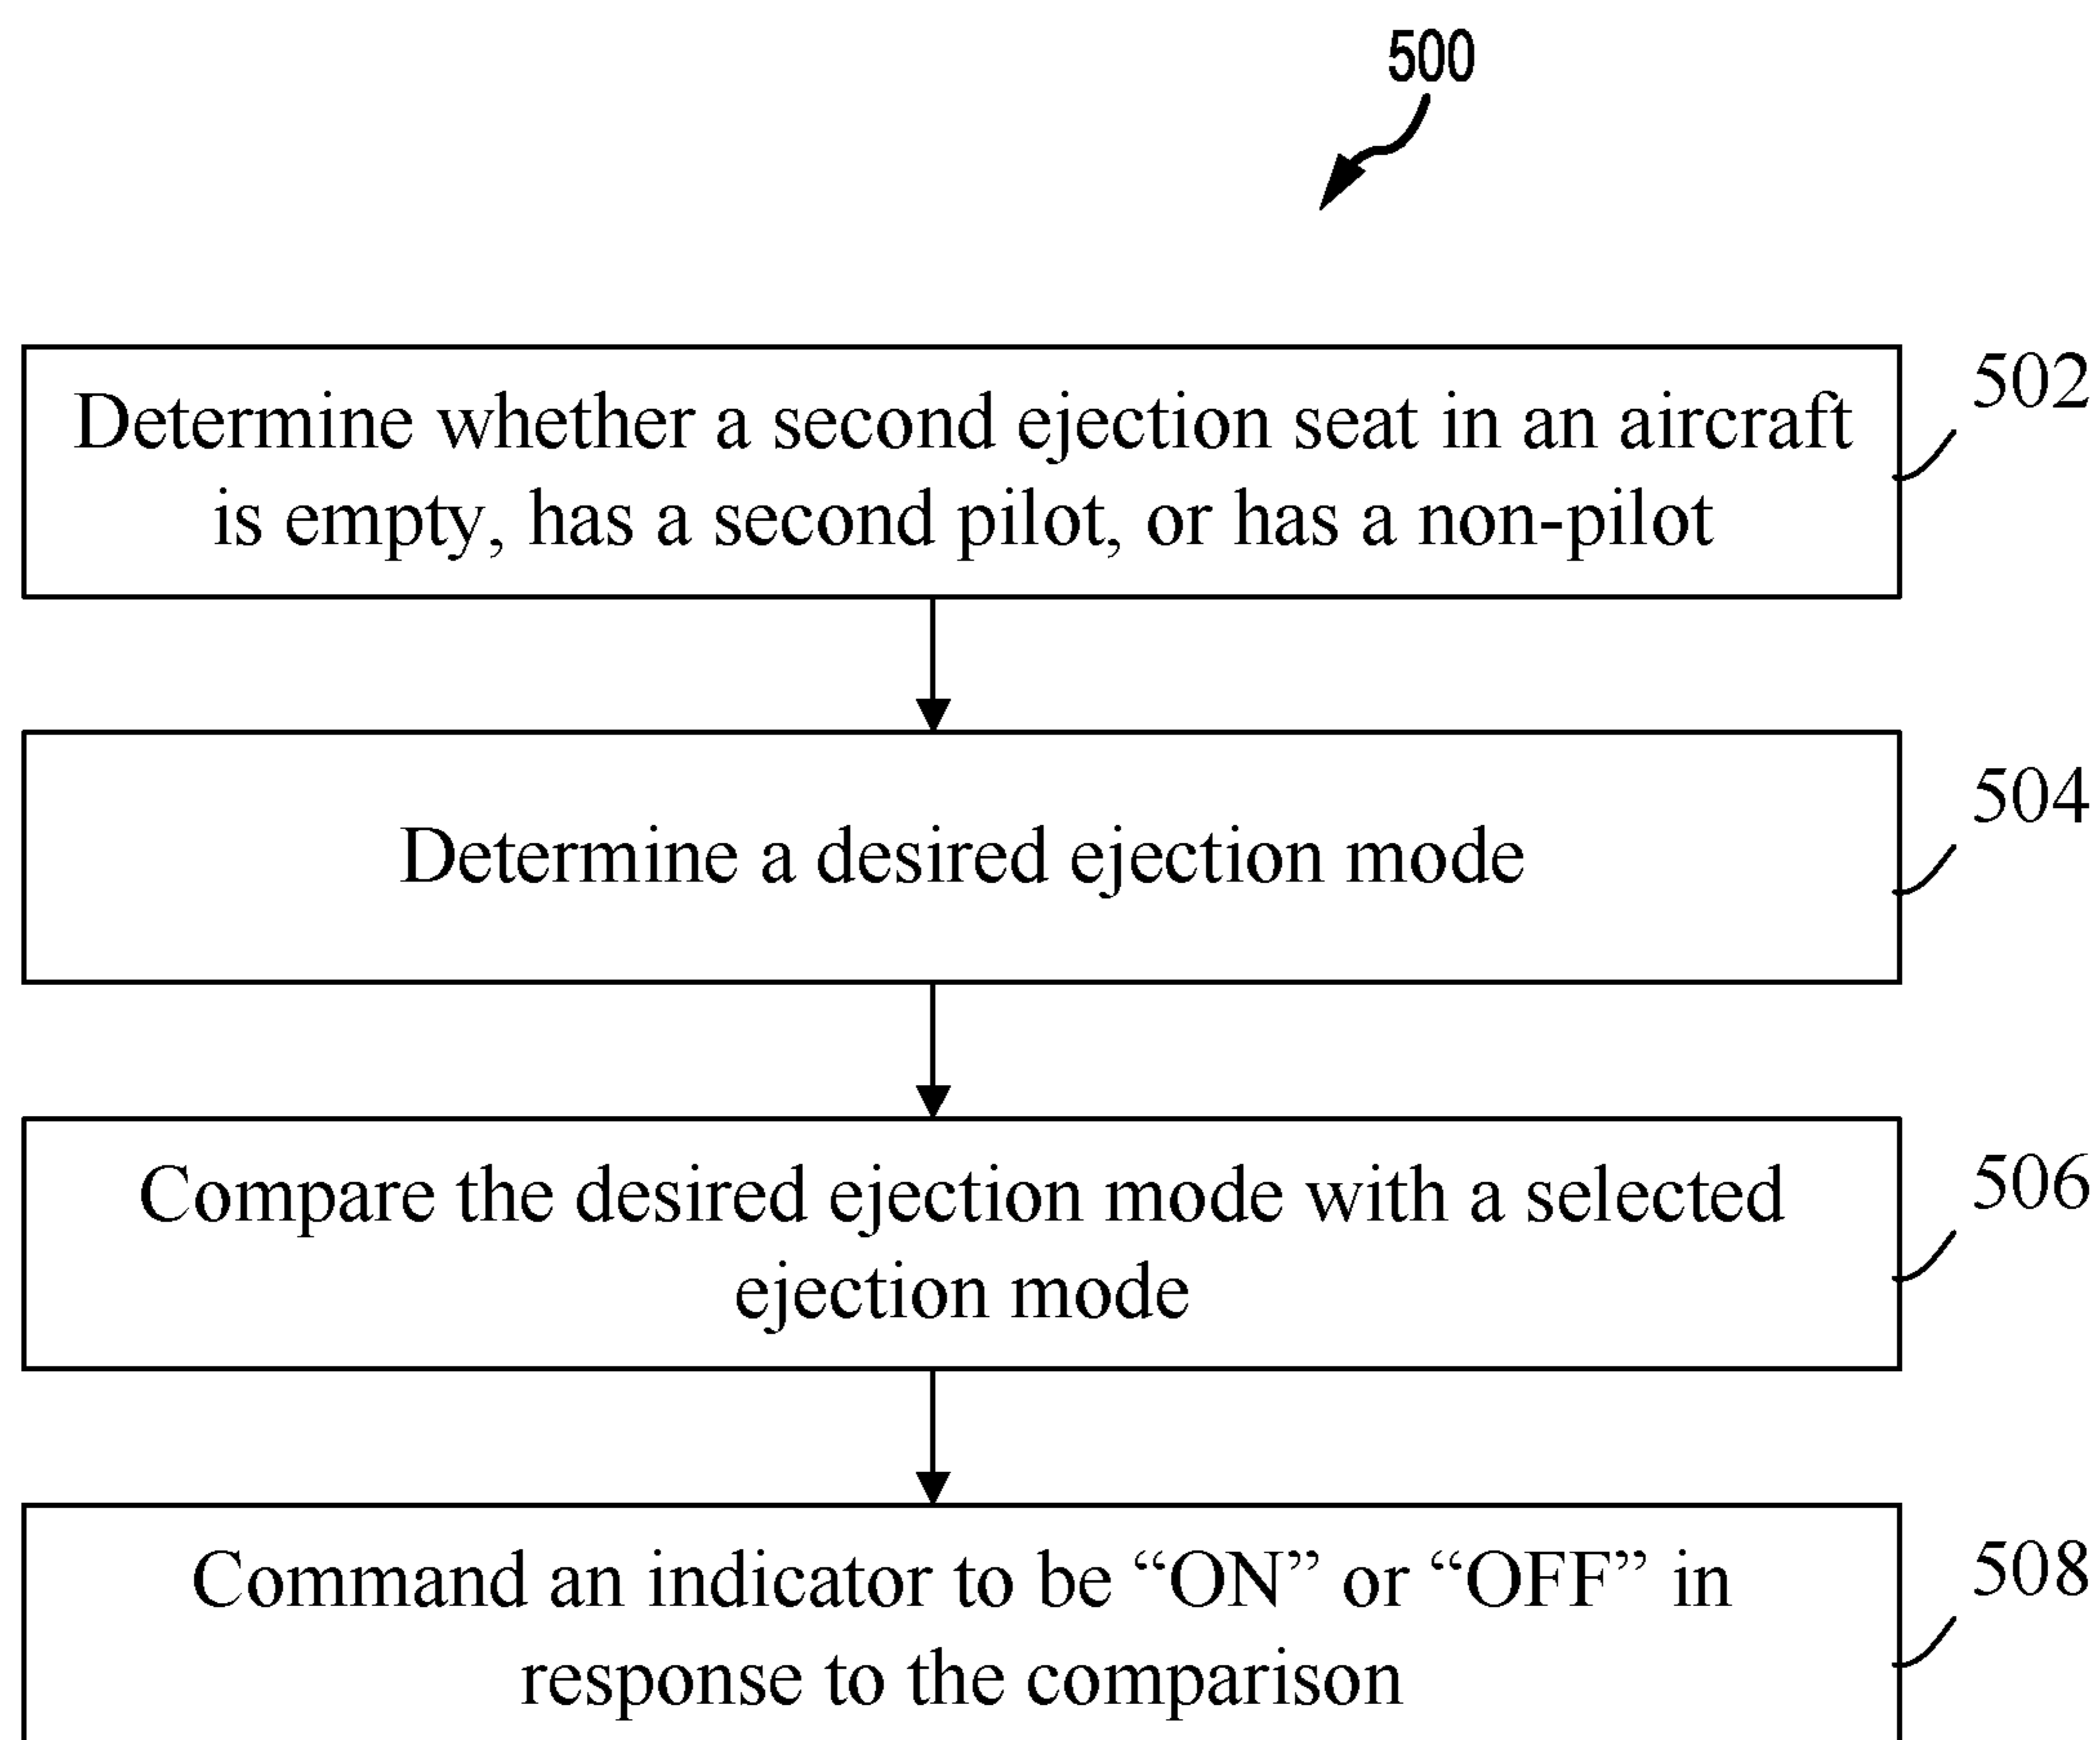 500
Determine whether a second ejection seat in an aircraft
is empty, has a second pilot, or has a non-pilot
502
Determine a desired ejection mode
504
Compare the desired ejection mode with a selected
ejection mode
506
Command an indicator to be “ON” or “OFF” in
response to the comparison
508